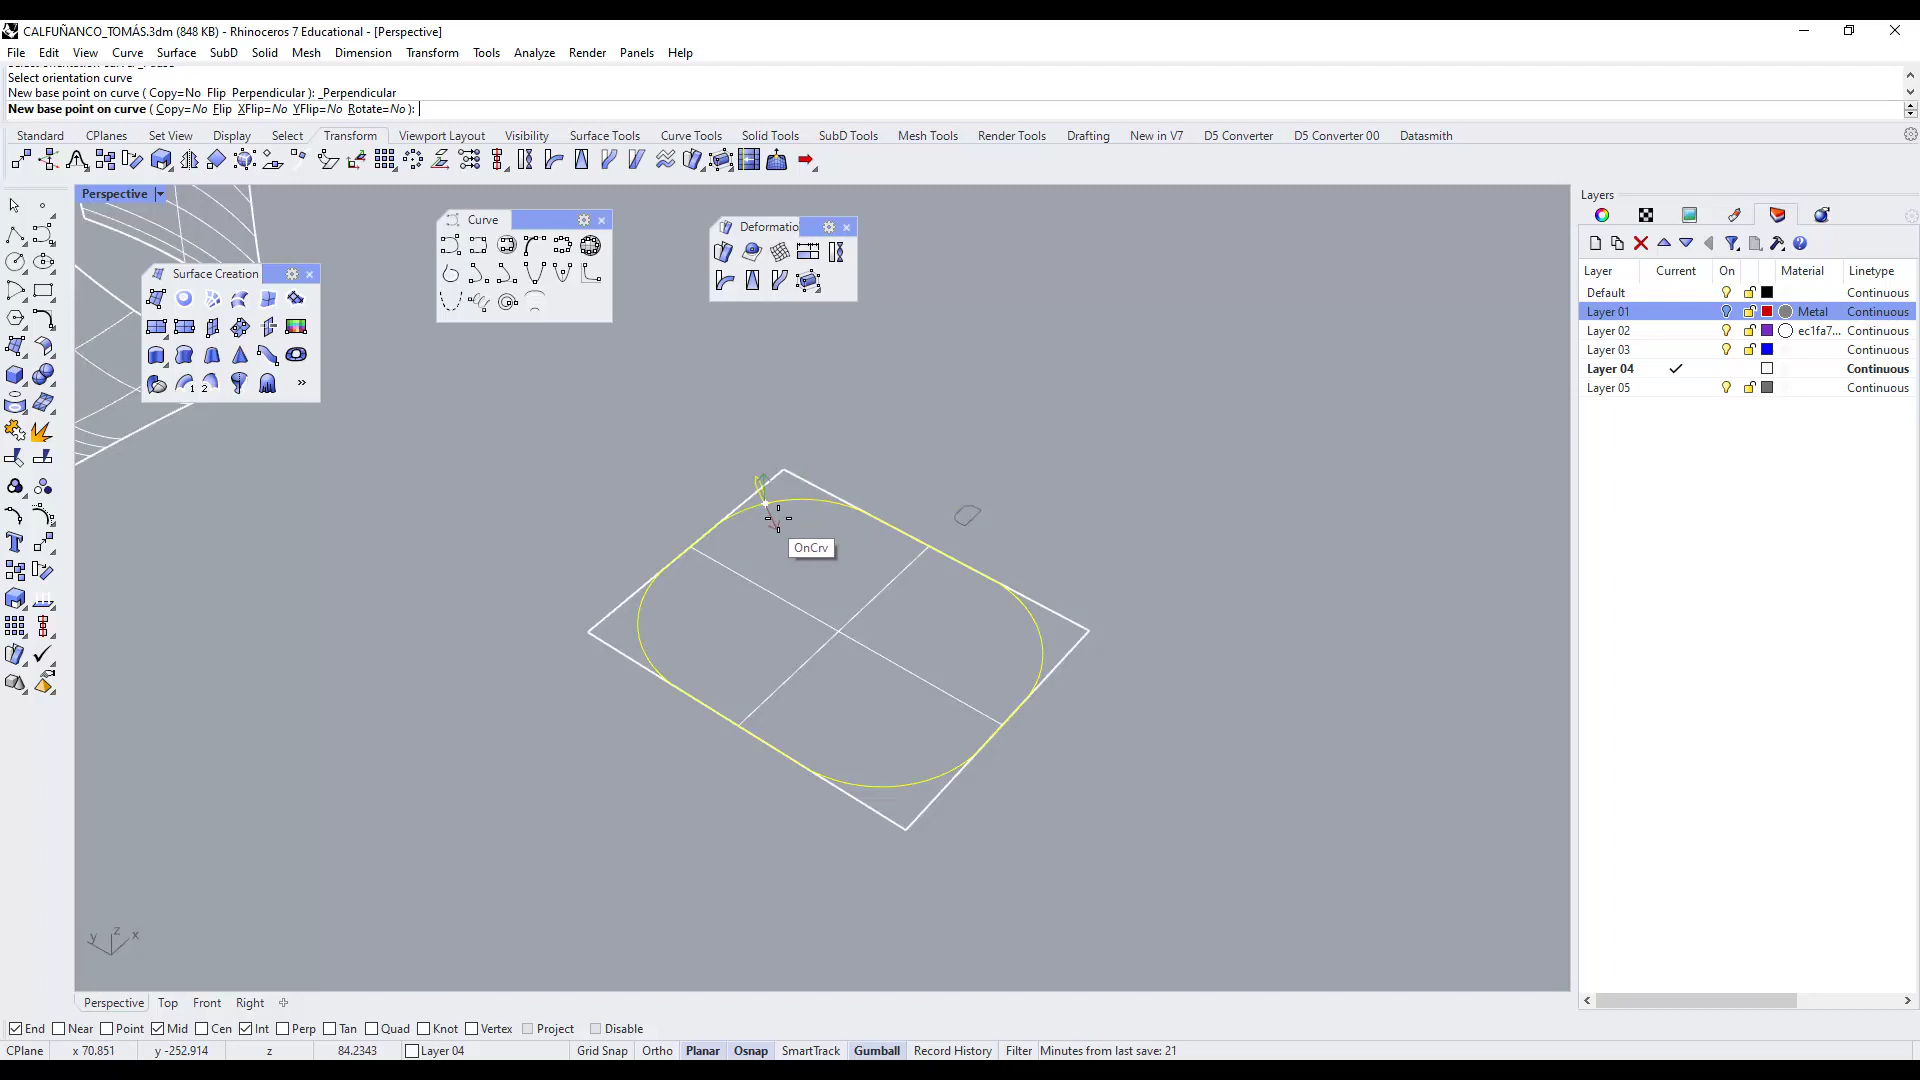 CALFUÑANCO_TOMÁS.3dm (848 KB) - Rhinoceros 7 Educational - [Perspective]
File Edit View Curve Surface SubD Solid Mesh Dimension Transform Tools Analyze Render Panels Help
Select orientation curve
New base point on curve ( Copy=No Flip Perpendicular ): _Perpendicular
New base point on curve ( Copy=No Flip XFlip=No YFlip=No Rotate=No ):
Standard CPlanes Set View Display Select Transform Viewport Layout Visibility Surface Tools Curve Tools Solid Tools SubD Tools Mesh Tools Render Tools Drafting New in V7 D5 Converter D5 Converter 00 Datasmith
Perspective
Curve
Deformatio
Surface Creation
1 2 »
OnCrv
y z x
Layers
Layer Current On Material Linetype
Default Continuous
Layer 01 Metal Continuous
Layer 02 ec1fa7... Continuous
Layer 03 Continuous
Layer 04 Continuous
Layer 05 Continuous
Perspective Top Front Right
End Near Point Mid Cen Int Perp Tan Quad Knot Vertex Project Disable
CPlane x 70.851 y -252.914 z 84.2343 Layer 04 Grid Snap Ortho Planar Osnap SmartTrack Gumball Record History Filter Minutes from last save: 21